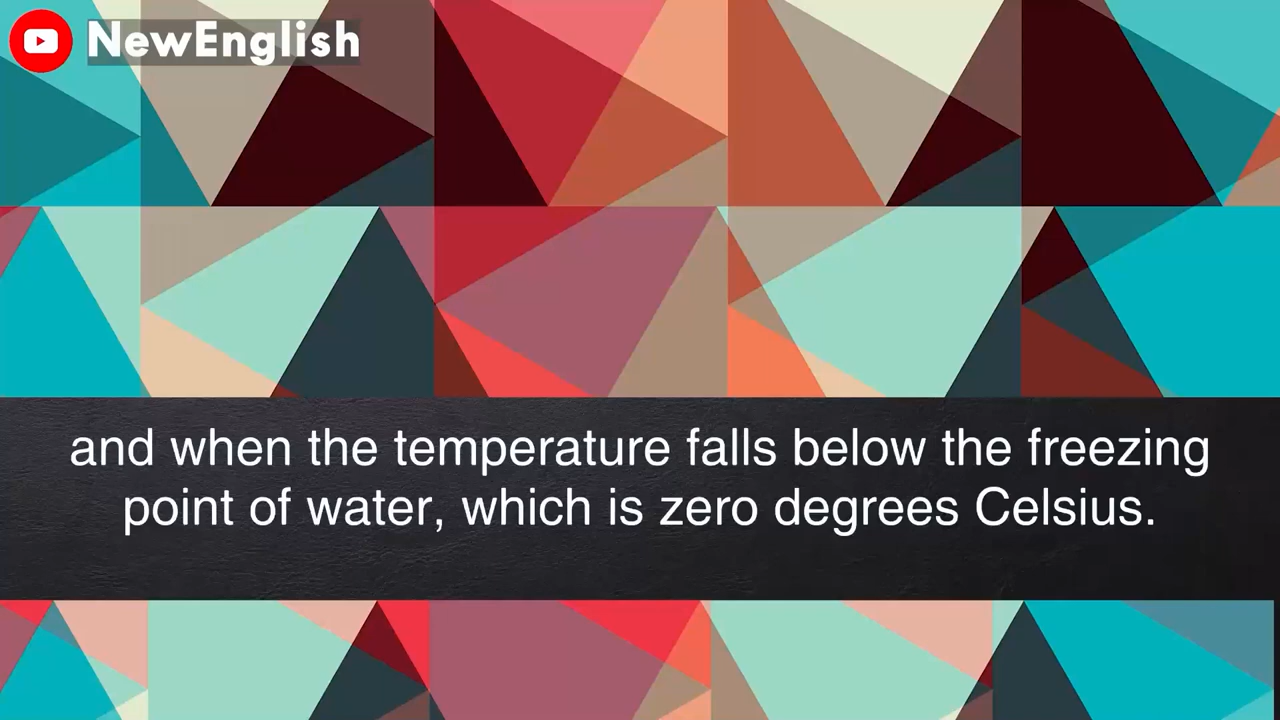 NewEnglish
and when the temperature falls below the freezing
point of water, which is zero degrees Celsius.